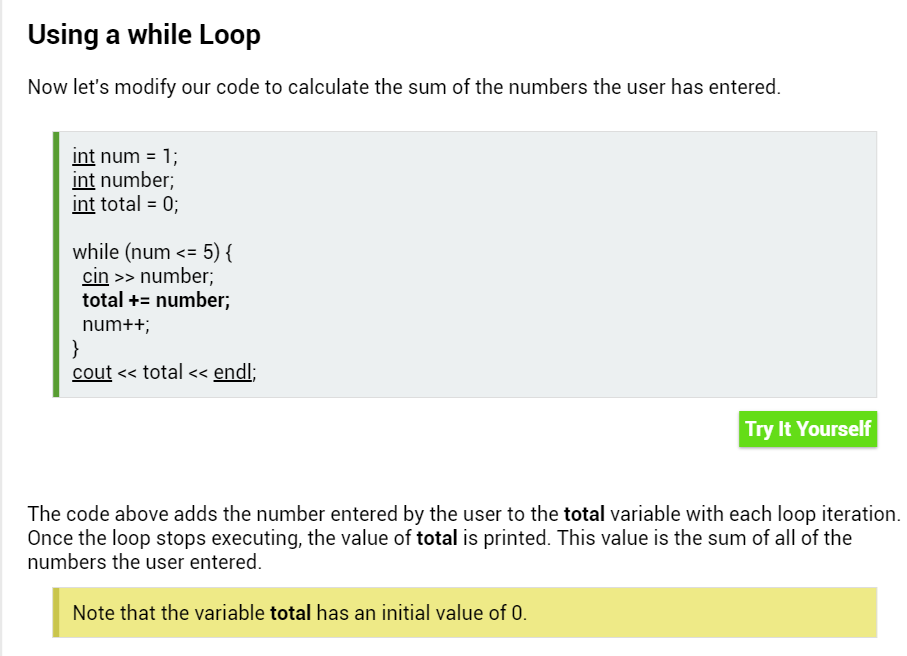 Using a while Loop
Now let's modify our code to calculate the sum of the numbers the user has entered.
int num = 1;
int number;
int total = 0;
while (num <= 5) {
cin >> number;
total += number;
num++;
}
cout << total << endl;
Try It Yourself
The code above adds the number entered by the user to the total variable with each loop iteration.
Once the loop stops executing, the value of total is printed. This value is the sum of all of the
numbers the user entered.
Note that the variable total has an initial value of 0.